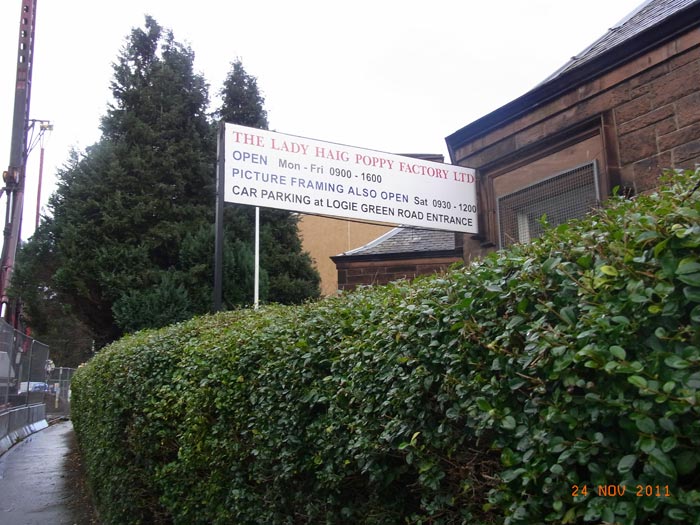 THE LADY HAIG POPPY FACTORY LTD
OPEN Mon - Fri 0900 - 1600
PICTURE FRAMING ALSO OPEN Sat 0930 - 1200
CAR PARKING at LOGIE GREEN ROAD ENTRANCE
24 NOV 2011